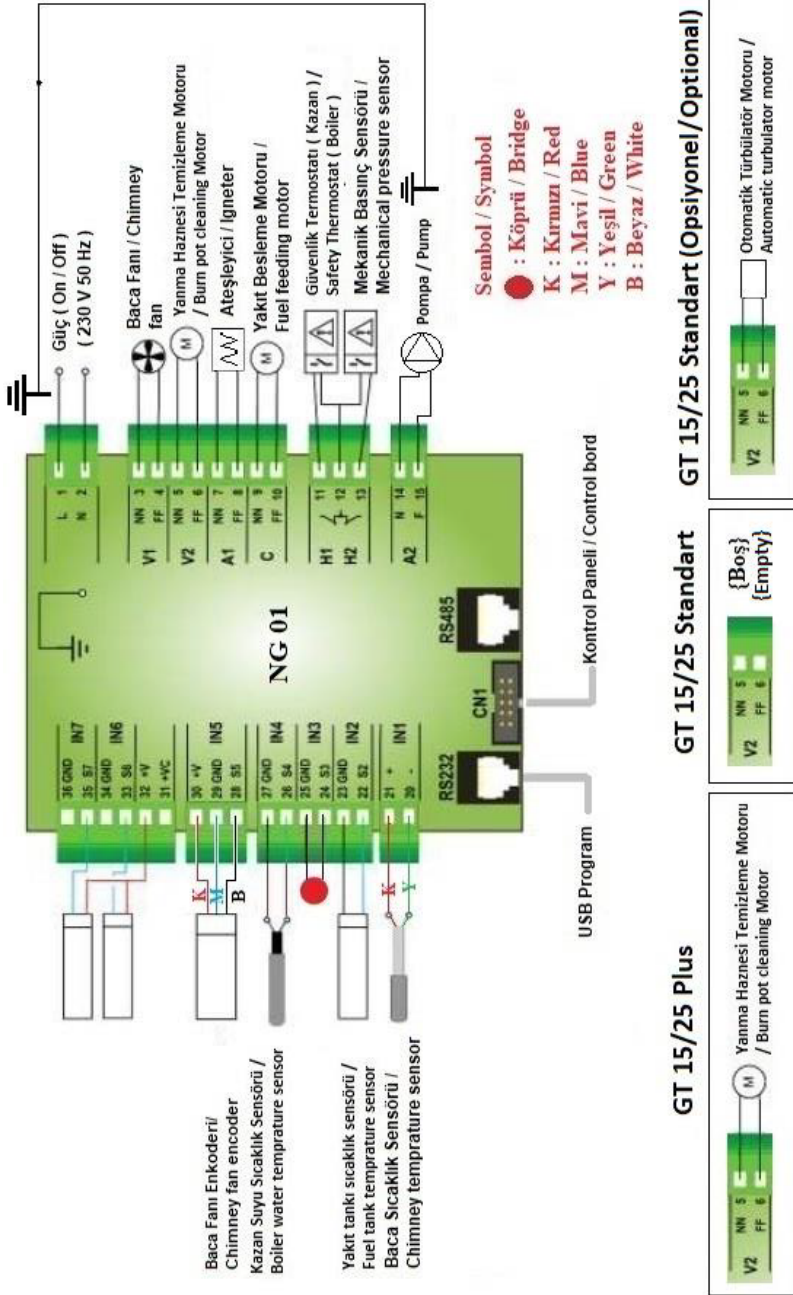 Güç ( On / Off )
( 230 V 50 Hz )
Baca Fanı / Chimney
fan
Yanma Haznesi Temizleme Motoru
/ Burn pot cleaning Motor
M
Ateşleyici / Igneter
Yakıt Besleme Motoru /
Fuel feeding motor
M
Güvenlik Termostatı ( Kazan ) /
Safety Thermostat ( Boiler )
Mekanik Basınç Sensörü /
Mechanical pressure sensor
Pompa / Pump
L 1
N 2
V1
NN 3
FF 4
V2
NN 5
FF 6
A1
NN 7
FF 8
C
NN 9
FF 10
H1
11
12
H2
13
A2
N 14
F 15
NG 01
36 GND
35 S7
IN7
34 GND
33 S6
IN6
32 +V
31 +VC
30 +V
29 GND
28 S5
IN5
27 GND
26 S4
IN4
25 GND
24 S3
IN3
23 GND
22 S2
IN2
21 +
20 -
IN1
K
M
B
K
Y
RS232
CN1
RS485
Baca Fanı Enkoderi/
Chimney fan encoder
Kazan Suyu Sıcaklık Sensörü /
Boiler water temprature sensor
Yakıt tankı sıcaklık sensörü /
Fuel tank temprature sensor
Baca Sıcaklık Sensörü /
Chimney temprature sensor
USB Program
Kontrol Paneli / Control bord
Sembol / Symbol
: Köprü / Bridge
K : Kırmızı / Red
M : Mavi / Blue
Y : Yeşil / Green
B : Beyaz / White
GT 15/25 Plus
V2
NN 5
FF 6
M
Yanma Haznesi Temizleme Motoru
/ Burn pot cleaning Motor
GT 15/25 Standart
V2
NN 5
FF 6
{Boş}
{Empty}
GT 15/25 Standart (Opsiyonel/Optional)
V2
NN 5
FF 6
Otomatik Türbülatör Motoru /
Automatic turbulator motor